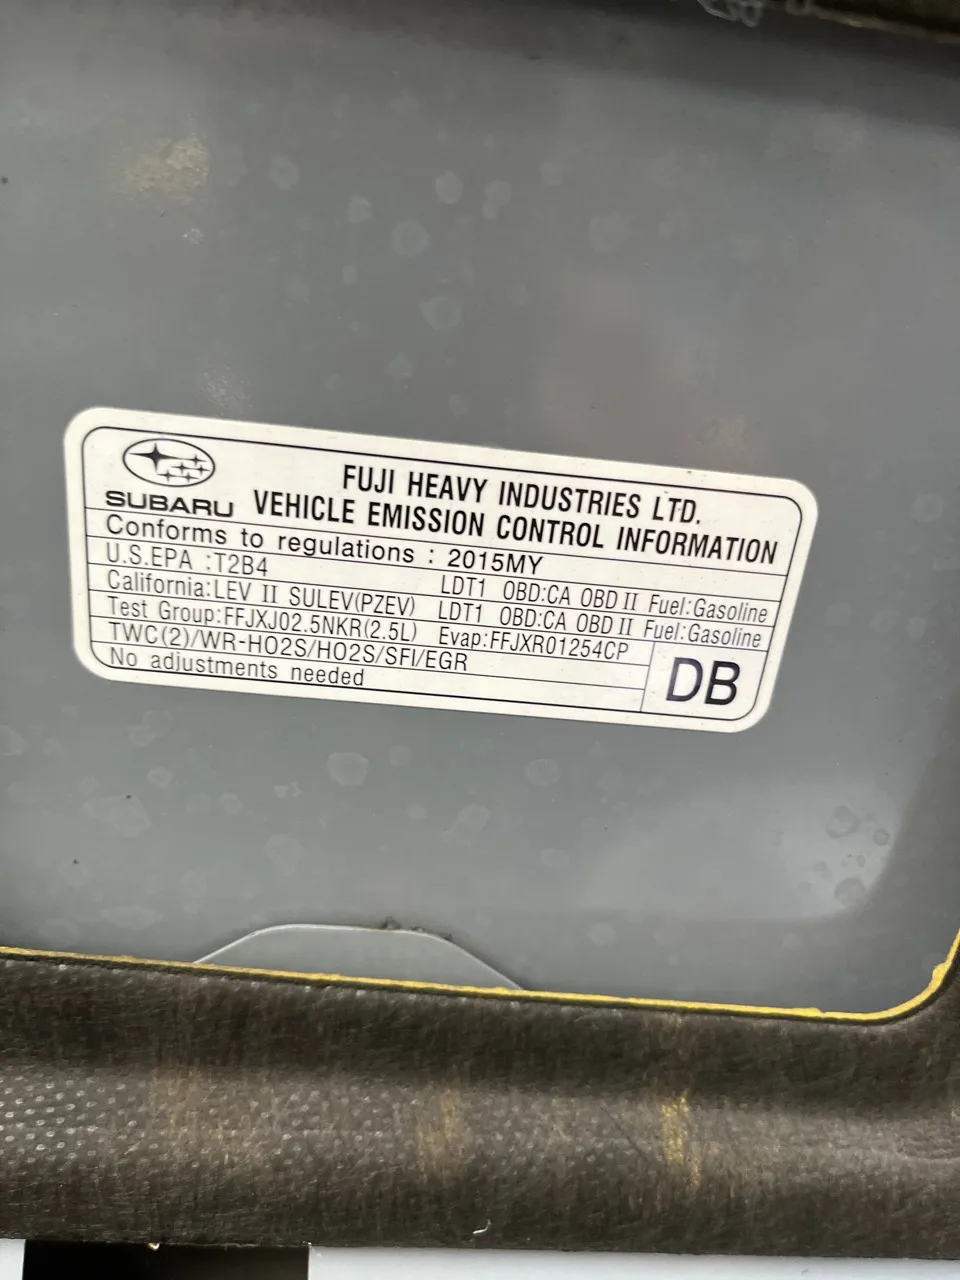 SUBARU
FUJI HEAVY INDUSTRIES LTD.
VEHICLE EMISSION CONTROL INFORMATION
Conforms to regulations : 2015MY
U.S.EPA :T2B4 LDT1 OBD:CA OBD II Fuel:Gasoline
California:LEV II SULEV(PZEV) LDT1 OBD:CA OBD II Fuel:Gasoline
Test Group:FFJXJ02.5NKR(2.5L) Evap:FFJXR01254CP
TWC(2)/WR-HO2S/HO2S/SFI/EGR
No adjustments needed
DB